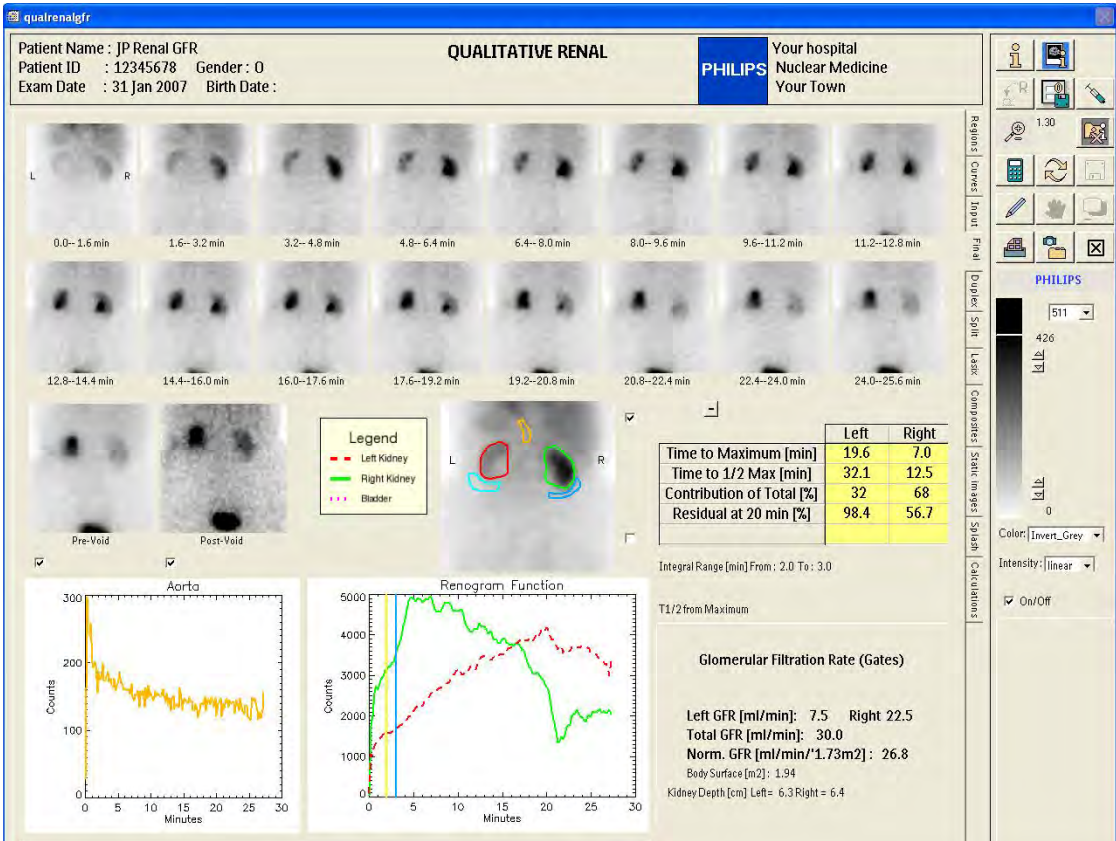 qualrenalgfr
Patient Name : JP Renal GFR
Patient ID : 12345678 Gender : O
Exam Date : 31 Jan 2007 Birth Date :
QUALITATIVE RENAL
PHILIPS
Your hospital
Nuclear Medicine
Your Town
L R
0.0-- 1.6 min 1.6-- 3.2 min 3.2-- 4.8 min 4.8-- 6.4 min 6.4-- 8.0 min 8.0-- 9.6 min 9.6--11.2 min 11.2--12.8 min
12.8--14.4 min 14.4--16.0 min 16.0--17.6 min 17.6--19.2 min 19.2--20.8 min 20.8--22.4 min 22.4--24.0 min 24.0--25.6 min
Pre-Void
Post-Void
Legend
Left Kidney
Right Kidney
Bladder
L R
Left Right
Time to Maximum [min] 19.6 7.0
Time to 1/2 Max [min] 32.1 12.5
Contribution of Total [%] 32 68
Residual at 20 min [%] 98.4 56.7
Integral Range [min] From : 2.0 To : 3.0
T1/2 from Maximum
Aorta
Counts
300
200
100
0
0 5 10 15 20 25 30
Minutes
Renogram Function
Counts
5000
4000
3000
2000
1000
0
0 5 10 15 20 25 30
Minutes
Glomerular Filtration Rate (Gates)
Left GFR [ml/min]: 7.5 Right 22.5
Total GFR [ml/min]: 30.0
Norm. GFR [ml/min/'1.73m2] : 26.8
Body Surface [m2] : 1.94
Kidney Depth [cm] Left= 6.3 Right = 6.4
Regions
Curves
Input
Final
Duplex
Split
Lasix
Composites
Static Images
Splash
Calculations
R
1.30
PHILIPS
511
426
0
Color: Invert_Grey
Intensity: linear
On/Off